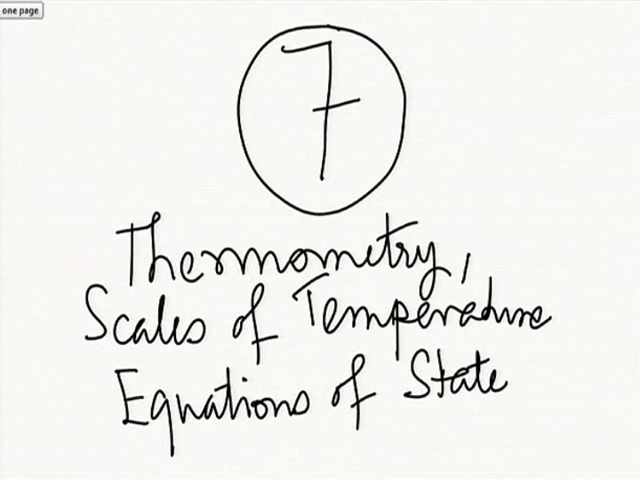 one page
7
Thermometry,
Scales of Temperature
Equations of State